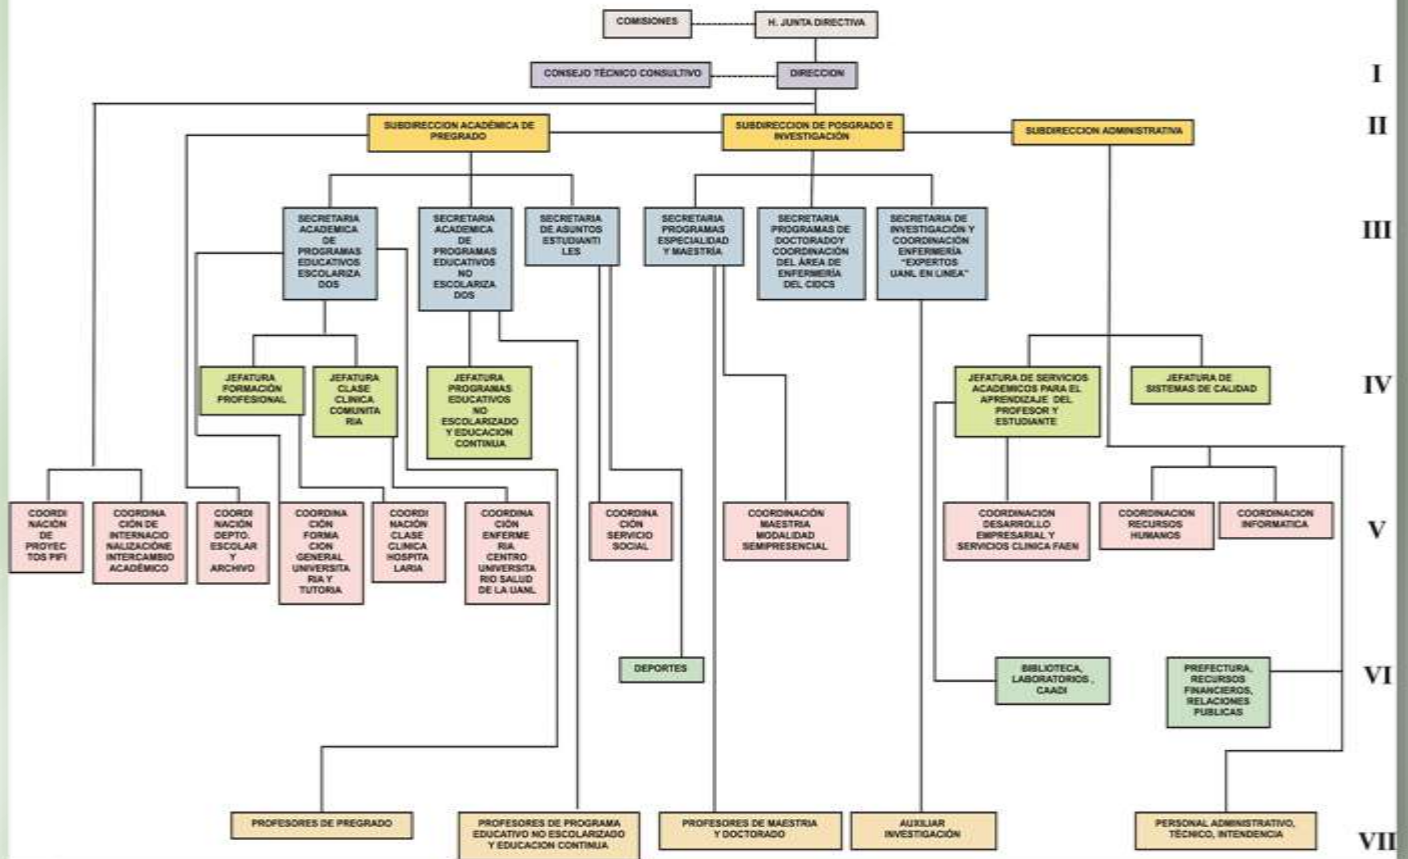 COMISIONES
H. JUNTA DIRECTIVA
CONSEJO TÉCNICO CONSULTIVO
DIRECCION
I
SUBDIRECCION ACADÉMICA DE
PREGRADO
SUBDIRECCION DE POSGRADO E
INVESTIGACIÓN
SUBDIRECCION ADMINISTRATIVA
II
SECRETARIA
ACADEMICA
DE
PROGRAMAS
EDUCATIVOS
ESCOLARIZA
DOS
SECRETARIA
ACADEMICA
DE
PROGRAMAS
EDUCATIVOS
NO
ESCOLARIZA
DOS
SECRETARIA
DE ASUNTOS
ESTUDIANTI
LES
SECRETARIA
PROGRAMAS
ESPECIALIDAD
Y MAESTRÍA
SECRETARIA
PROGRAMAS DE
DOCTORADOY
COORDINACIÓN
DEL ÁREA DE
ENFERMERÍA
DEL CIDCS
SECRETARIA DE
INVESTIGACIÓN Y
COORDINACIÓN
ENFERMERÍA
"EXPERTOS
UANL EN LINEA"
III
JEFATURA
FORMACIÓN
PROFESIONAL
JEFATURA
CLASE
CLINICA
COMUNITA
RIA
JEFATURA
PROGRAMAS
EDUCATIVOS
NO
ESCOLARIZADO
Y EDUCACION
CONTINUA
JEFATURA DE SERVICIOS
ACADEMICOS PARA EL
APRENDIZAJE DEL
PROFESOR Y
ESTUDIANTE
JEFATURA DE
SISTEMAS DE CALIDAD
IV
COORDI
NACIÓN
DE
PROYEC
TOS PIFI
COORDINA
CIÓN DE
INTERNACIO
NALIZACIÓNE
INTERCAMBIO
ACADÉMICO
COORDI
NACIÓN
DEPTO.
ESCOLAR
Y
ARCHIVO
COORDINA
CIÓN
FORMA
CION
GENERAL
UNIVERSITA
RIA Y
TUTORIA
COORDI
NACIÓN
CLASE
CLINICA
HOSPITA
LARIA
COORDINA
CIÓN
ENFERME
RIA
CENTRO
UNIVERSITA
RIO SALUD
DE LA UANL
COORDINA
CIÓN
SERVICIO
SOCIAL
COORDINACIÓN
MAESTRIA
MODALIDAD
SEMIPRESENCIAL
COORDINACION
DESARROLLO
EMPRESARIAL Y
SERVICIOS CLINICA FAEN
COORDINACION
RECURSOS
HUMANOS
COORDINACION
INFORMATICA
V
DEPORTES
BIBLIOTECA,
LABORATORIOS ,
CAADI
PREFECTURA,
RECURSOS
FINANCIEROS,
RELACIONES
PUBLICAS
VI
PROFESORES DE PREGRADO
PROFESORES DE PROGRAMA
EDUCATIVO NO ESCOLARIZADO
Y EDUCACION CONTINUA
PROFESORES DE MAESTRIA
Y DOCTORADO
AUXILIAR
INVESTIGACIÓN
PERSONAL ADMINISTRATIVO,
TÉCNICO, INTENDENCIA
VII